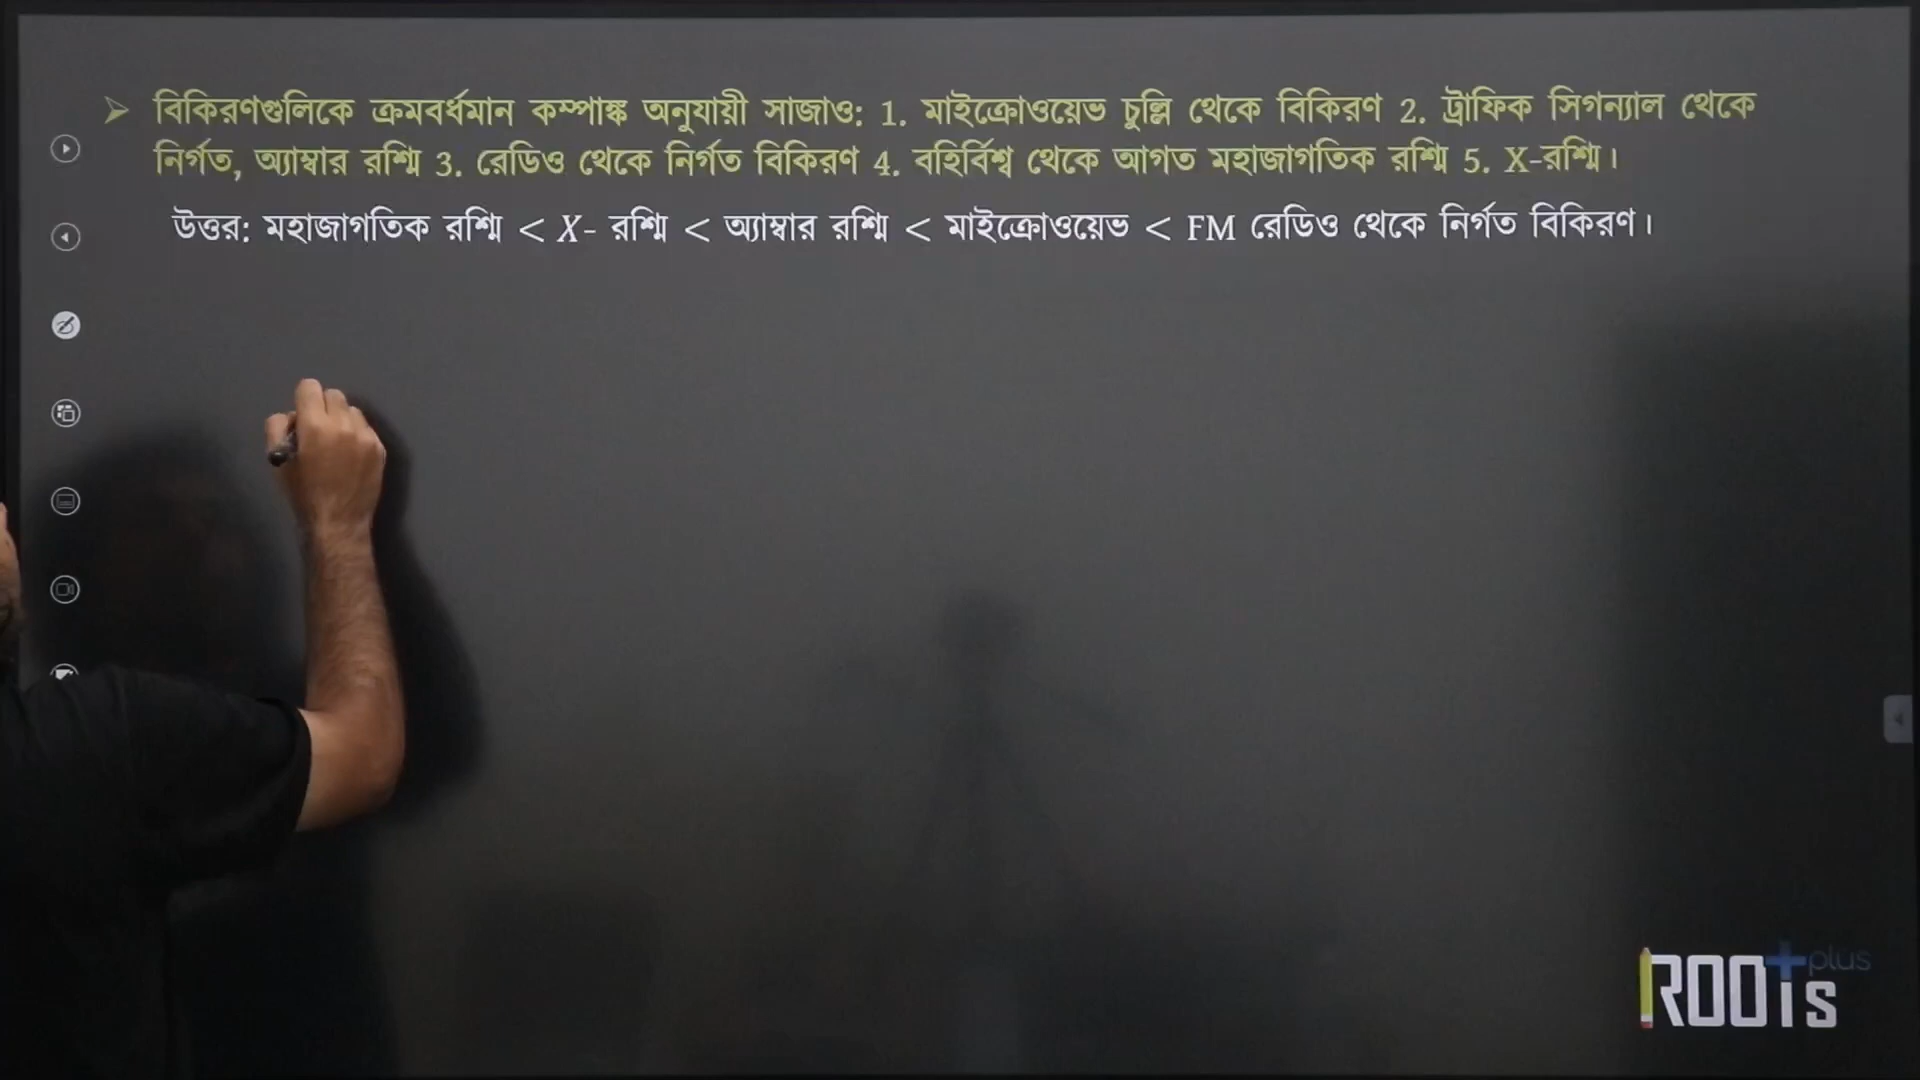 ➢ বিকিরণগুলিকে ক্রমবর্ধমান কম্পাঙ্ক অনুযায়ী সাজাও: 1. মাইক্রোওয়েভ চুল্লি থেকে বিকিরণ 2. ট্রাফিক সিগন্যাল থেকে
নির্গত, অ্যাম্বার রশ্মি 3. রেডিও থেকে নির্গত বিকিরণ 4. বহির্বিশ্ব থেকে আগত মহাজাগতিক রশ্মি 5. X-রশ্মি।
উত্তর: মহাজাগতিক রশ্মি < X- রশ্মি < অ্যাম্বার রশ্মি < মাইক্রোওয়েভ < FM রেডিও থেকে নির্গত বিকিরণ।
ROOTS plus